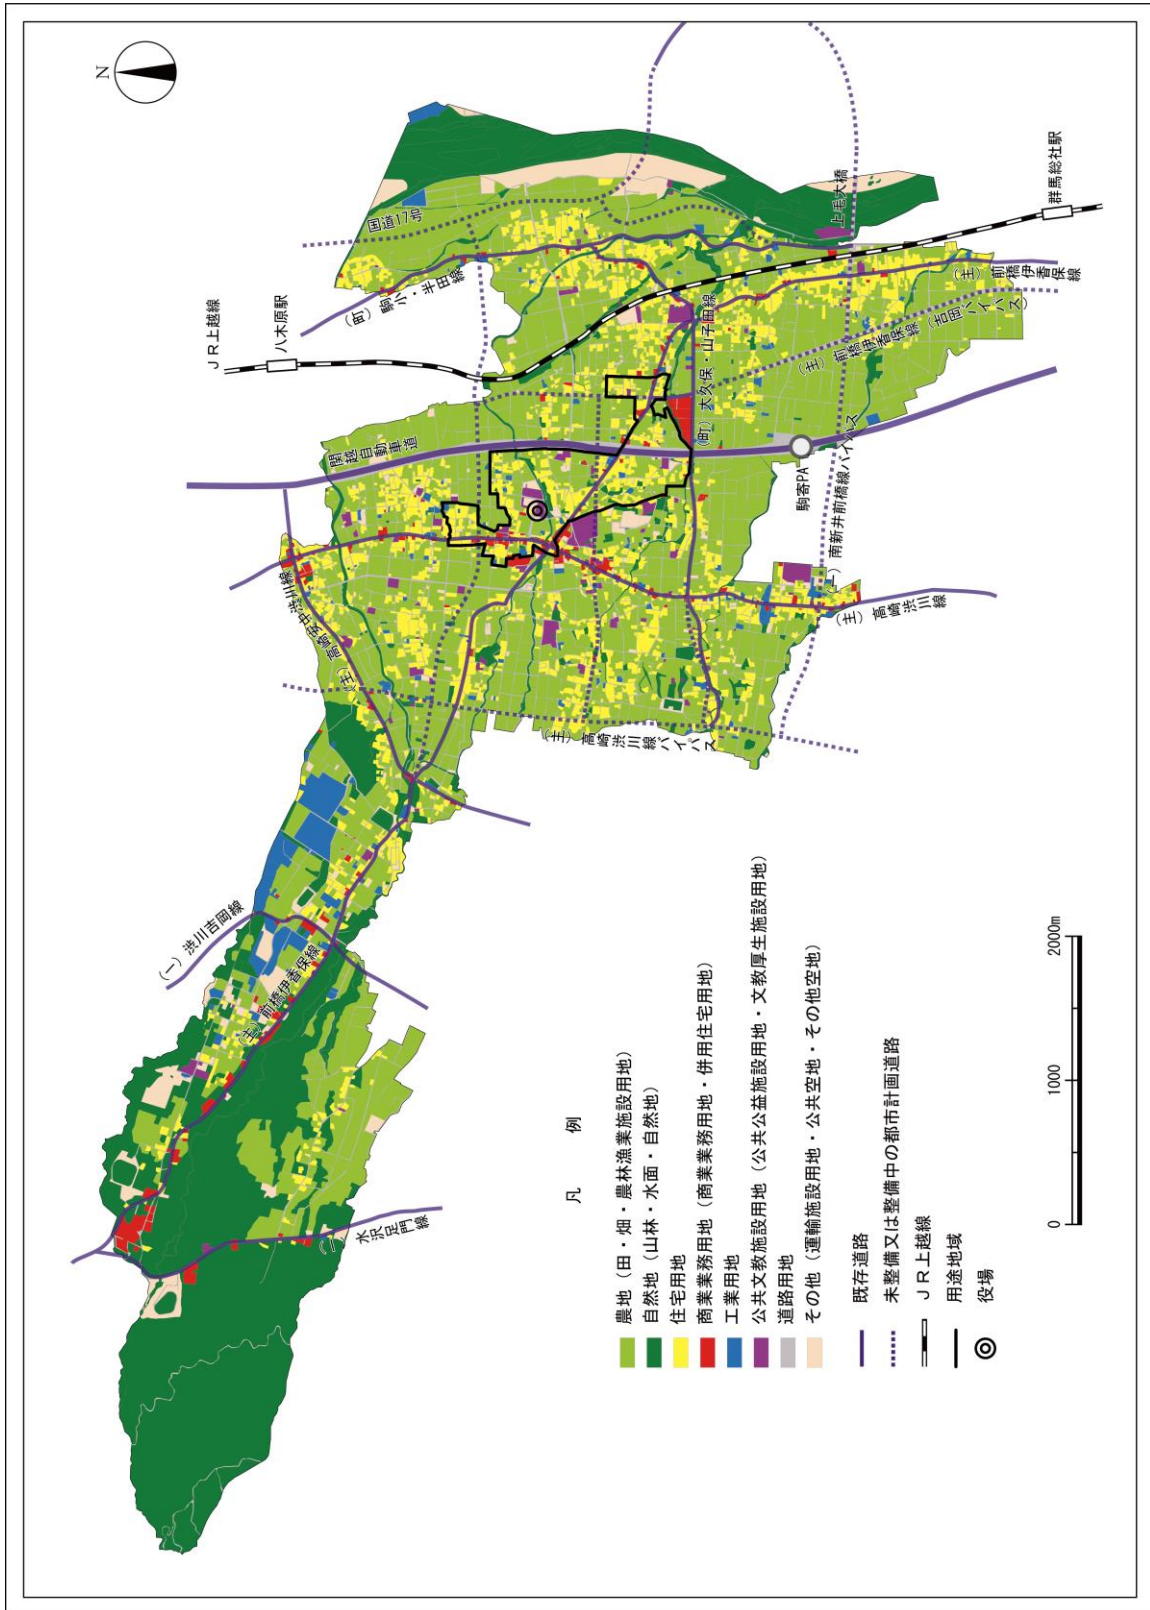 N
JR上越線
八木原駅
(町)駒小・半田線
国道17号
関越自動車道
(主)高崎安中渋川線
上毛大橋
群馬総社駅
(主)前橋伊香保線
(主)前橋伊香保線(吉岡バイパス)
(町)大久保・山子田線
駒寄PA
(一)南新井前橋線バイパス
(主)高崎渋川線
(主)高崎渋川線バイパス
(一)渋川吉岡線
(主)前橋伊香保線
(一)水沢足門線
凡 例
農地(田・畑・農林漁業施設用地)
自然地(山林・水面・自然地)
住宅用地
商業業務用地(商業業務用地・併用住宅用地)
工業用地
公共文教施設用地(公共公益施設用地・文教厚生施設用地)
道路用地
その他(運輸施設用地・公共空地・その他空地)
既存道路
未整備又は整備中の都市計画道路
JR上越線
用途地域
役場
0 1000 2000m